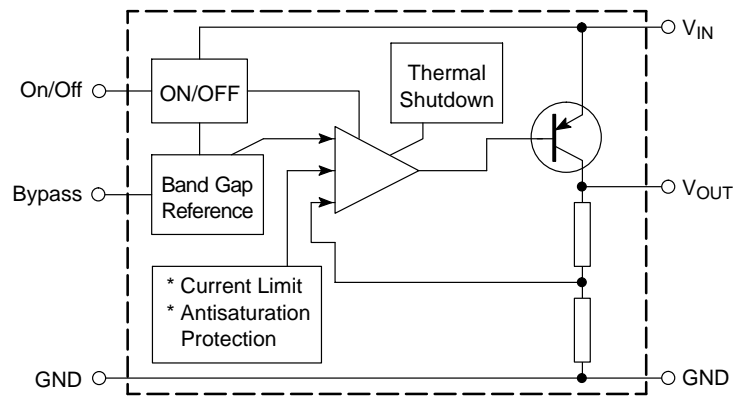 V_IN
Thermal
Shutdown
On/Off
ON/OFF
Bypass
Band Gap
Reference
V_OUT
* Current Limit
* Antisaturation
Protection
GND
GND